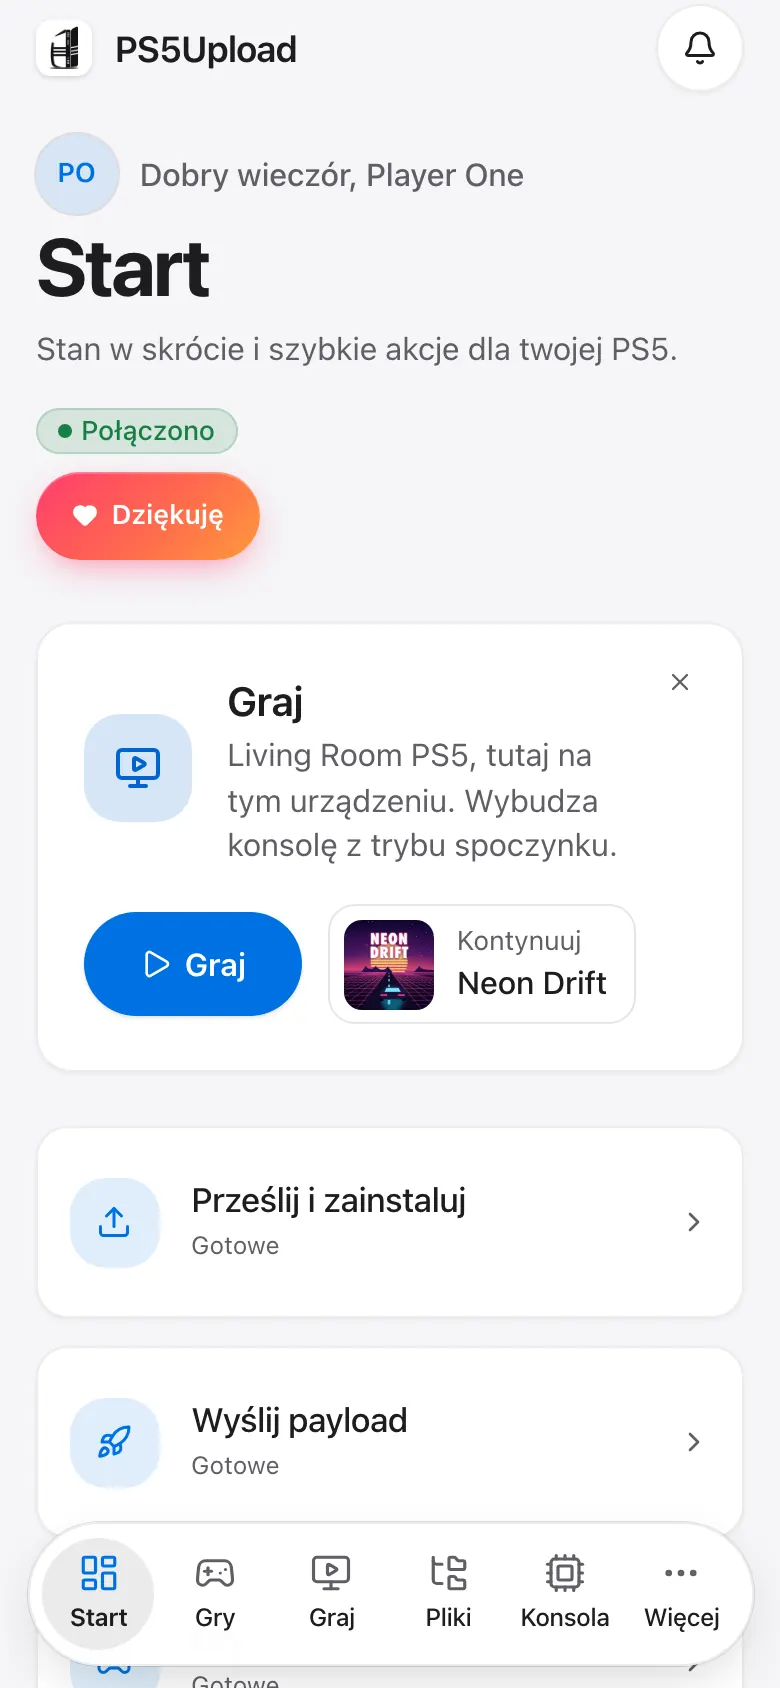 PS5Upload
PO
Dobry wieczór, Player One
Start
Stan w skrócie i szybkie akcje dla twojej PS5.
Połączono
Dziękuję
Graj
Living Room PS5, tutaj na
tym urządzeniu. Wybudza
konsolę z trybu spoczynku.
Graj
NEON
DRIFT
Kontynuuj
Neon Drift
Prześlij i zainstaluj
Gotowe
Wyślij payload
Gotowe
Start
Gry
Graj
Pliki
Konsola
Więcej
Gotowe